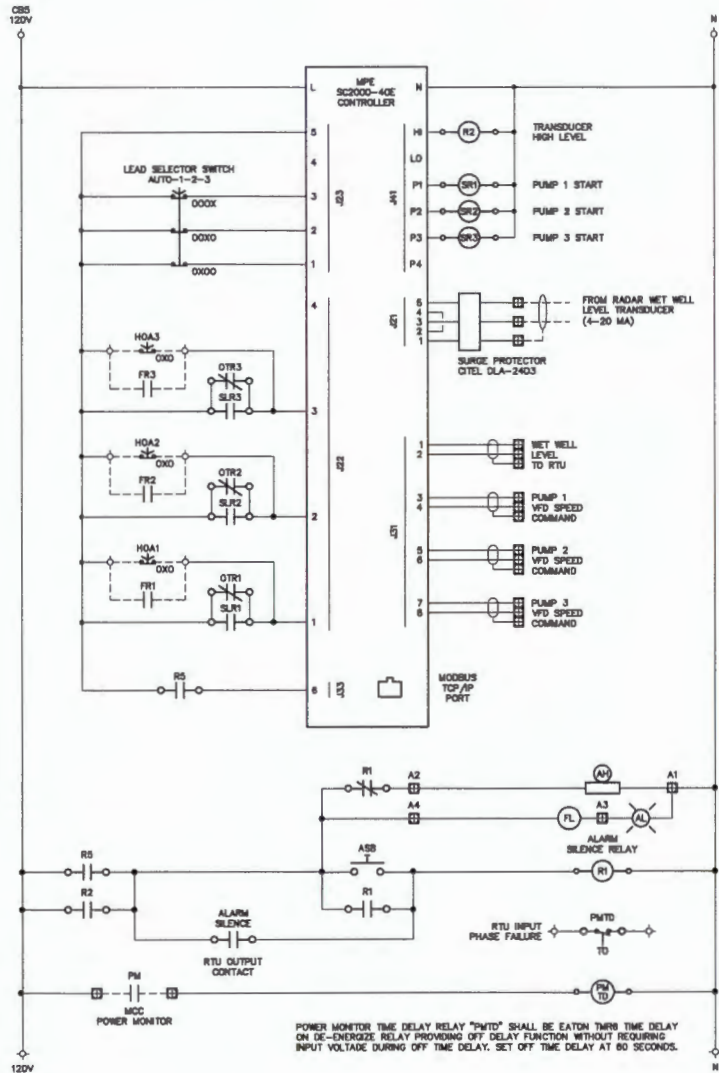 CB5
120V
N
MPE
SC2000-40E
CONTROLLER
L
N
5
4
3
2
1
J23
LEAD SELECTOR SWITCH
AUTO-1-2-3
OOOX
OOXO
OXOO
HI
LO
P1
P2
P3
P4
J41
R2
SR1
SR2
SR3
TRANSDUCER
HIGH LEVEL
PUMP 1 START
PUMP 2 START
PUMP 3 START
5
4
3
2
1
J21
FROM RADAR WET WELL
LEVEL TRANSDUCER
(4-20 MA)
SURGE PROTECTOR
CITEL DLA-24D3
4
3
2
1
J22
HOA3
OXO
FR3
OTR3
SLR3
HOA2
OXO
FR2
OTR2
SLR2
HOA1
OXO
FR1
OTR1
SLR1
1
2
3
4
5
6
7
8
J31
WET WELL
LEVEL
TO RTU
PUMP 1
VFD SPEED
COMMAND
PUMP 2
VFD SPEED
COMMAND
PUMP 3
VFD SPEED
COMMAND
R5
6
J33
MODBUS
TCP/IP
PORT
R1
A2
AH
A1
A4
FL
A3
AL
ALARM
SILENCE RELAY
R5
ASB
R1
R2
R1
ALARM
SILENCE
RTU OUTPUT
CONTACT
RTU INPUT
PHASE FAILURE
PMTD
TD
PM
MCC
POWER MONITOR
PM
TD
POWER MONITOR TIME DELAY RELAY "PMTD" SHALL BE EATON TMR6 TIME DELAY
ON DE-ENERGIZE RELAY PROVIDING OFF DELAY FUNCTION WITHOUT REQUIRING
INPUT VOLTAGE DURING OFF TIME DELAY. SET OFF TIME DELAY AT 60 SECONDS.
120V
N